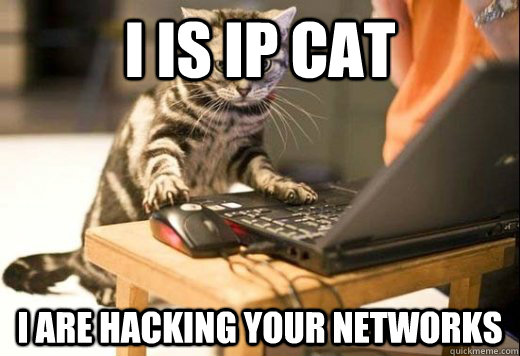 I IS IP CAT
I ARE HACKING YOUR NETWORKS
quickmeme.com